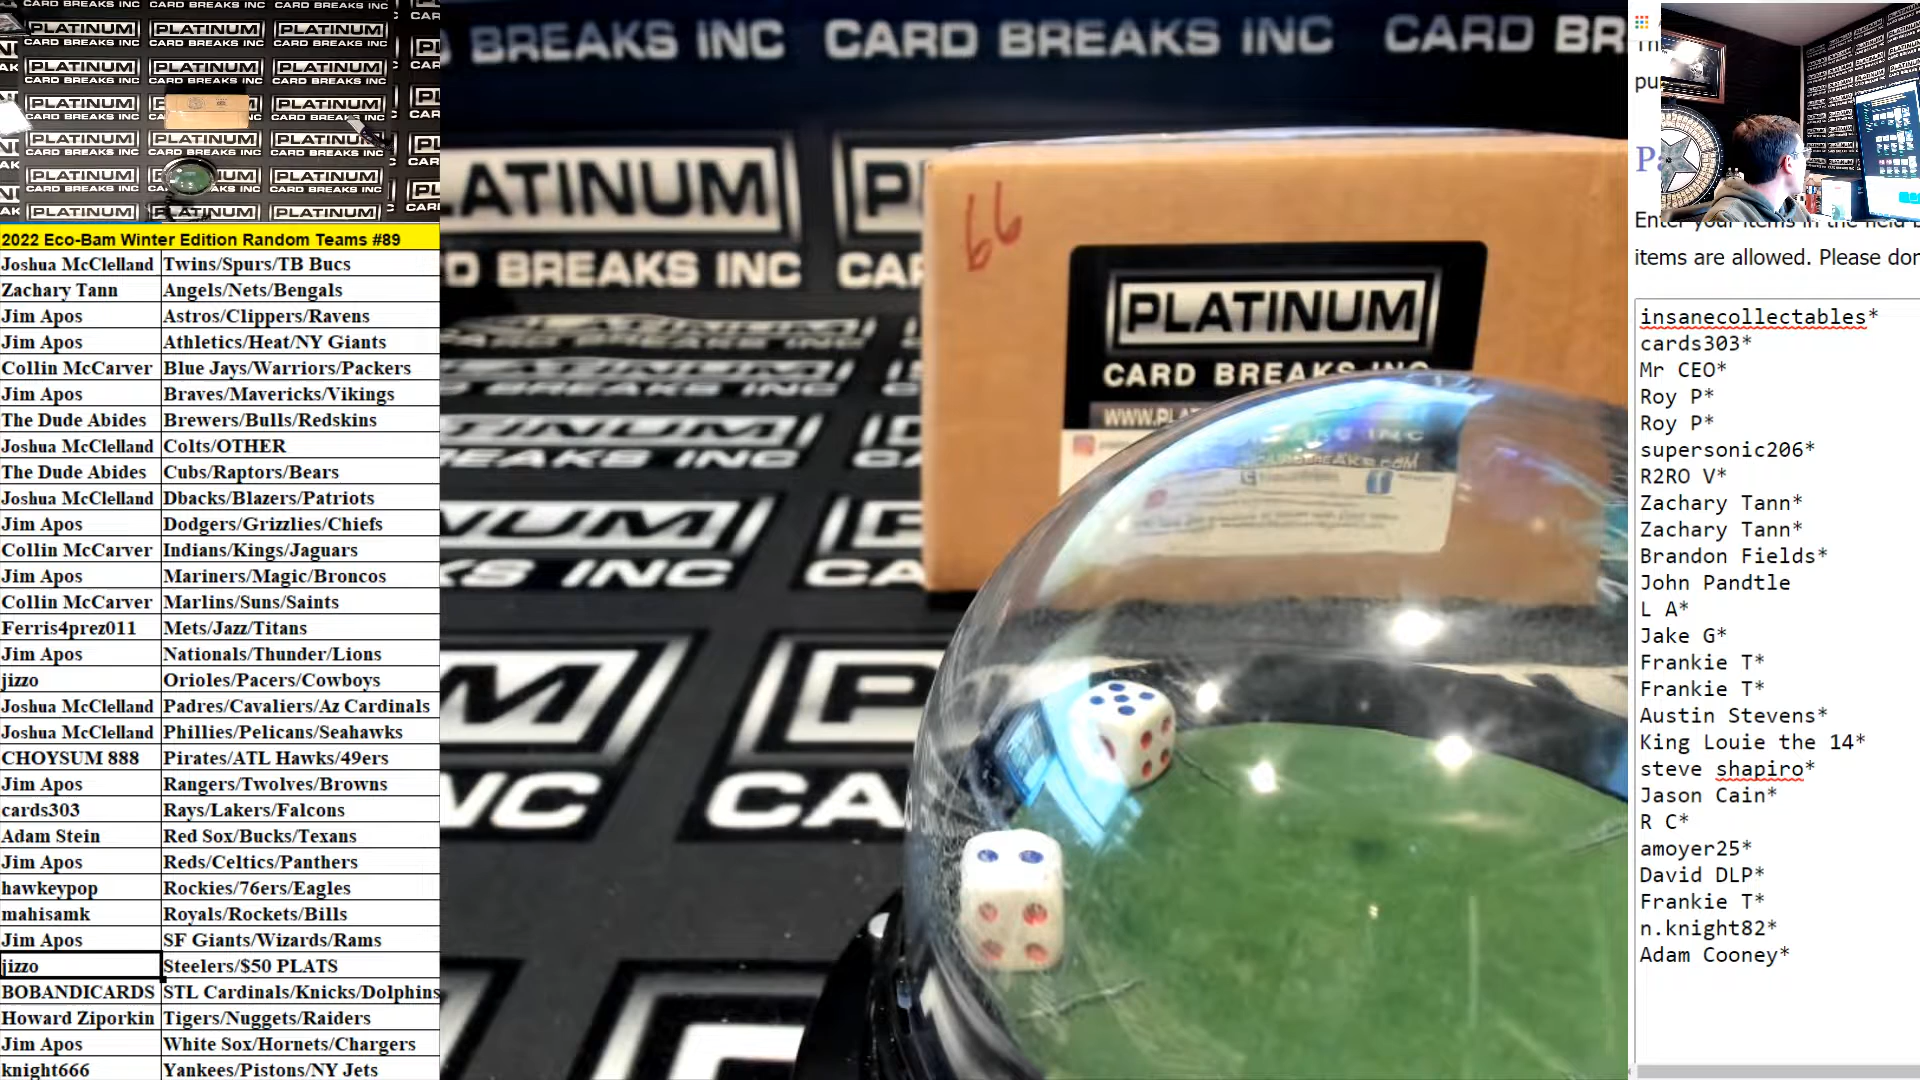 PLATINUM PLATINUM PLATINUM
CARD BREAKS INC CARD BREAKS INC CARD BREAKS INC
2022 Eco-Bam Winter Edition Random Teams #89
Joshua McClelland Twins/Spurs/TB Bucs
Zachary Tann Angels/Nets/Bengals
Jim Apos Astros/Clippers/Ravens
Jim Apos Athletics/Heat/NY Giants
Collin McCarver Blue Jays/Warriors/Packers
Jim Apos Braves/Mavericks/Vikings
The Dude Abides Brewers/Bulls/Redskins
Joshua McClelland Colts/OTHER
The Dude Abides Cubs/Raptors/Bears
Joshua McClelland Dbacks/Blazers/Patriots
Jim Apos Dodgers/Grizzlies/Chiefs
Collin McCarver Indians/Kings/Jaguars
Jim Apos Mariners/Magic/Broncos
Collin McCarver Marlins/Suns/Saints
Ferris4prez011 Mets/Jazz/Titans
Jim Apos Nationals/Thunder/Lions
jizzo Orioles/Pacers/Cowboys
Joshua McClelland Padres/Cavaliers/Az Cardinals
Joshua McClelland Phillies/Pelicans/Seahawks
CHOYSUM 888 Pirates/ATL Hawks/49ers
Jim Apos Rangers/Twolves/Browns
cards303 Rays/Lakers/Falcons
Adam Stein Red Sox/Bucks/Texans
Jim Apos Reds/Celtics/Panthers
hawkeypop Rockies/76ers/Eagles
mahisamk Royals/Rockets/Bills
Jim Apos SF Giants/Wizards/Rams
jizzo Steelers/$50 PLATS
BOBANDICARDS STL Cardinals/Knicks/Dolphins
Howard Ziporkin Tigers/Nuggets/Raiders
Jim Apos White Sox/Hornets/Chargers
knight666 Yankees/Pistons/NY Jets
BREAKS INC CARD BREAKS INC CARD BR
66
PLATINUM
CARD BREAKS INC
WWW.PLAT
items are allowed. Please don
insanecollectables*
cards303*
Mr CEO*
Roy P*
Roy P*
supersonic206*
R2RO V*
Zachary Tann*
Zachary Tann*
Brandon Fields*
John Pandtle
L A*
Jake G*
Frankie T*
Frankie T*
Austin Stevens*
King Louie the 14*
steve shapiro*
Jason Cain*
R C*
amoyer25*
David DLP*
Frankie T*
n.knight82*
Adam Cooney*